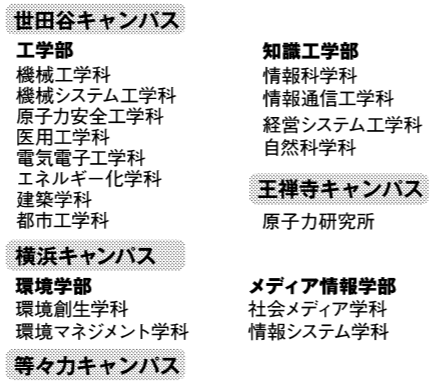 世田谷キャンパス
工学部
機械工学科
機械システム工学科
原子力安全工学科
医用工学科
電気電子工学科
エネルギー化学科
建築学科
都市工学科
知識工学部
情報科学科
情報通信工学科
経営システム工学科
自然科学科
王禅寺キャンパス
原子力研究所
横浜キャンパス
環境学部
環境創生学科
環境マネジメント学科
メディア情報学部
社会メディア学科
情報システム学科
等々力キャンパス